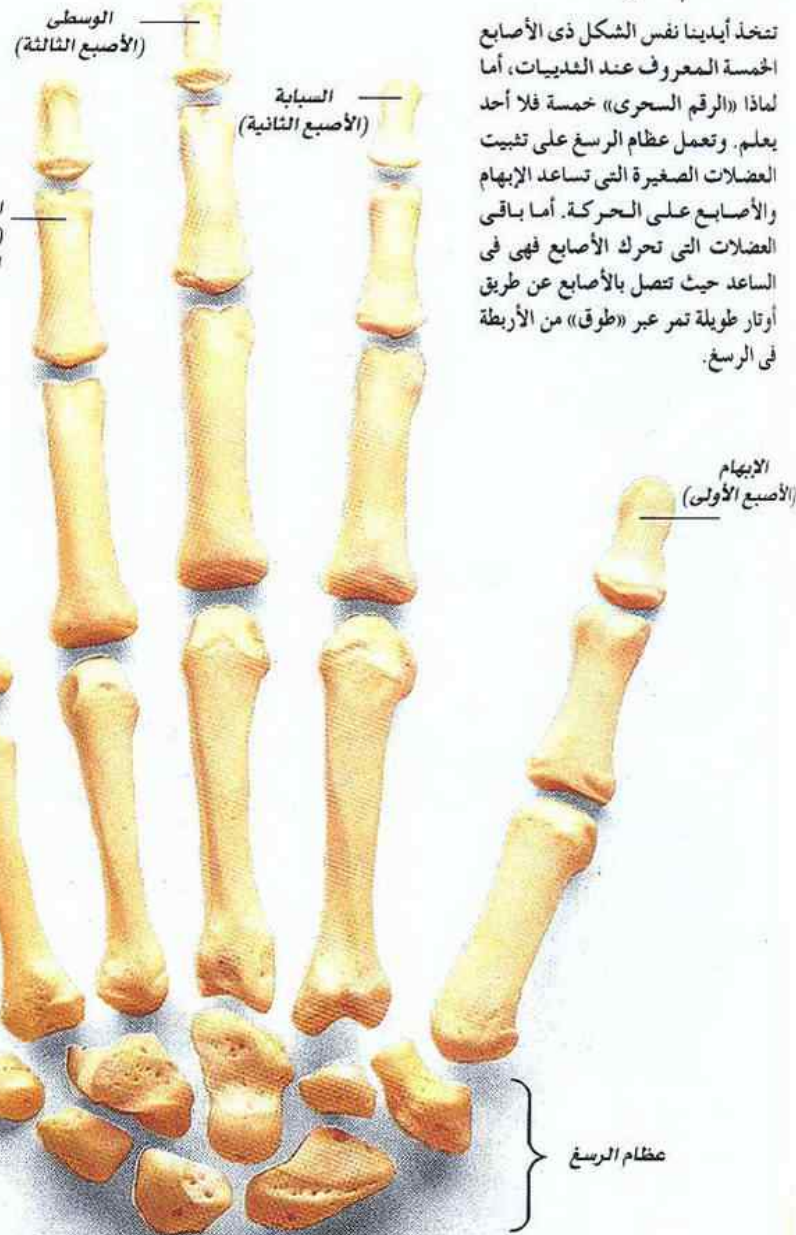 تتخذ أيدينا نفس الشكل ذى الأصابع
الخمسة المعروف عند الثدييات، أما
لماذا «الرقم السحرى» خمسة فلا أحد
يعلم. وتعمل عظام الرسغ على تثبيت
العضلات الصغيرة التى تساعد الإبهام
والأصابع على الحركة. أما باقى
العضلات التى تحرك الأصابع فهى فى
الساعد حيث تتصل بالأصابع عن طريق
أوتار طويلة تمر عبر «طوق» من الأربطة
فى الرسغ.
الوسطى
(الأصبع الثالثة)
السبابة
(الأصبع الثانية)
الإبهام
(الأصبع الأولى)
عظام الرسغ